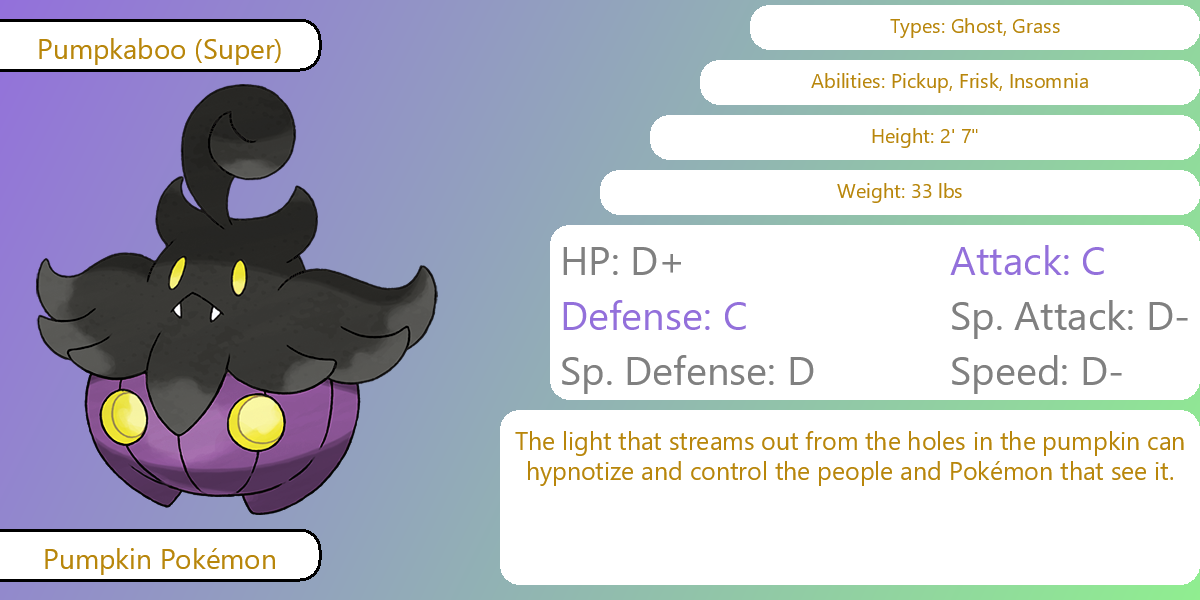 Pumpkaboo (Super)
Types: Ghost, Grass
Abilities: Pickup, Frisk, Insomnia
Height: 2' 7"
Weight: 33 lbs
HP: D+
Attack: C
Defense: C
Sp. Attack: D-
Sp. Defense: D
Speed: D-
The light that streams out from the holes in the pumpkin can
hypnotize and control the people and Pokémon that see it.
Pumpkin Pokémon